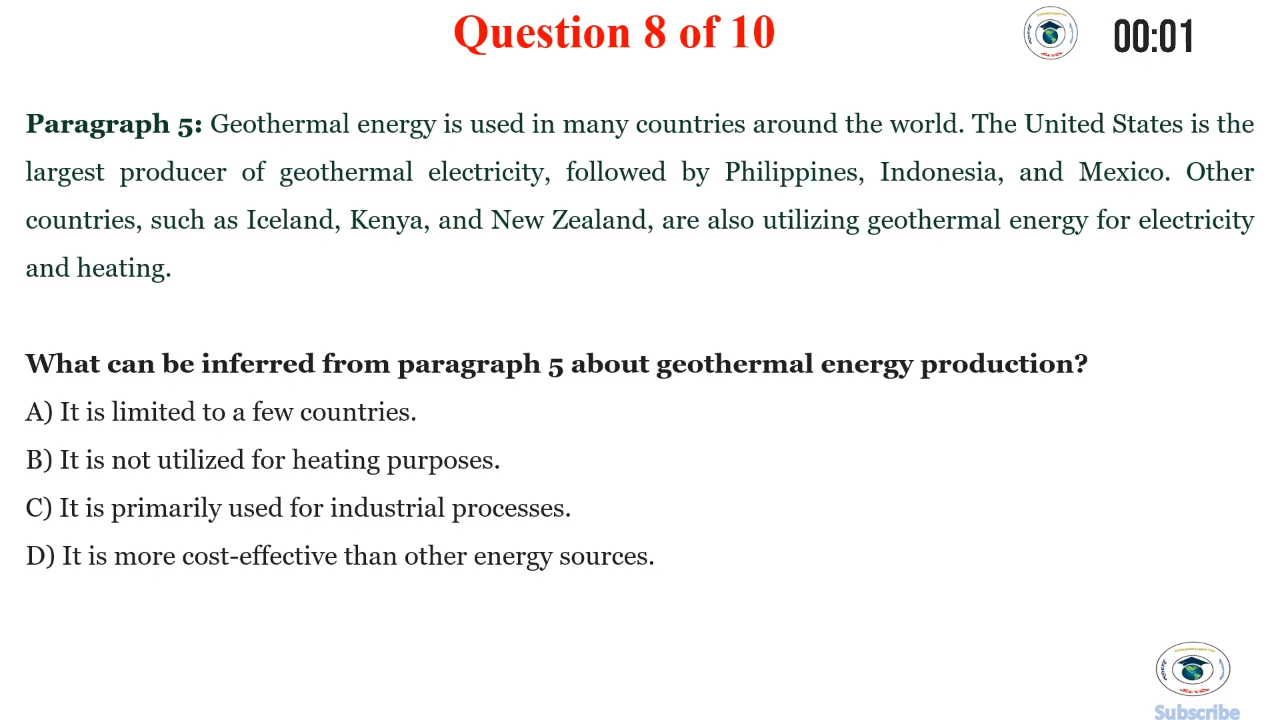 Question 8 of 10
00:01
Paragraph 5: Geothermal energy is used in many countries around the world. The United States is the
largest producer of geothermal electricity, followed by Philippines, Indonesia, and Mexico. Other
countries, such as Iceland, Kenya, and New Zealand, are also utilizing geothermal energy for electricity
and heating.
What can be inferred from paragraph 5 about geothermal energy production?
A) It is limited to a few countries.
B) It is not utilized for heating purposes.
C) It is primarily used for industrial processes.
D) It is more cost-effective than other energy sources.
Subscribe